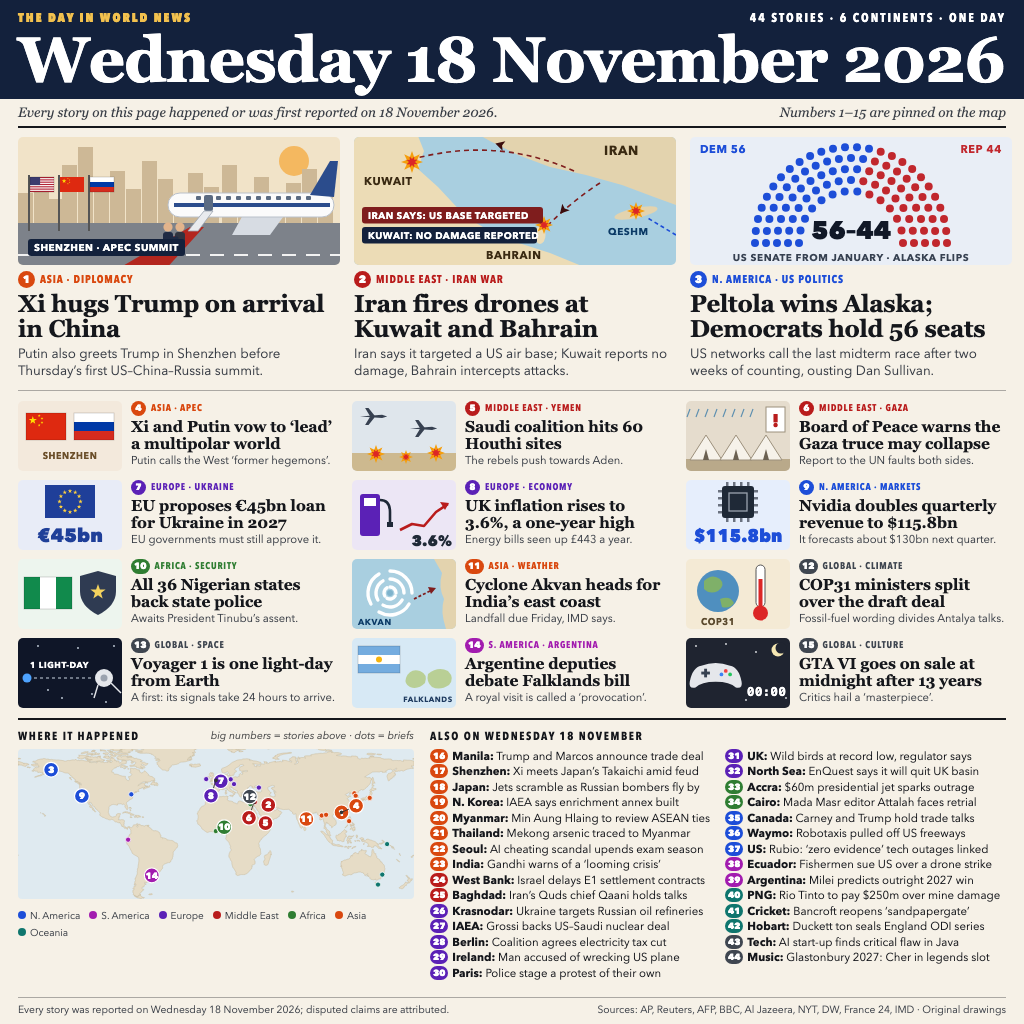 THE DAY IN WORLD NEWS
44 STORIES · 6 CONTINENTS · ONE DAY
Wednesday 18 November 2026
Every story on this page happened or was first reported on 18 November 2026.
Numbers 1–15 are pinned on the map
SHENZHEN · APEC SUMMIT
IRAN
KUWAIT
IRAN SAYS: US BASE TARGETED
KUWAIT: NO DAMAGE REPORTED
QESHM
BAHRAIN
DEM 56
REP 44
56–44
US SENATE FROM JANUARY · ALASKA FLIPS
1 ASIA · DIPLOMACY
Xi hugs Trump on arrival
in China
Putin also greets Trump in Shenzhen before
Thursday's first US–China–Russia summit.
2 MIDDLE EAST · IRAN WAR
Iran fires drones at
Kuwait and Bahrain
Iran says it targeted a US air base; Kuwait reports no
damage, Bahrain intercepts attacks.
3 N. AMERICA · US POLITICS
Peltola wins Alaska;
Democrats hold 56 seats
US networks call the last midterm race after two
weeks of counting, ousting Dan Sullivan.
SHENZHEN
4 ASIA · APEC
Xi and Putin vow to ‘lead’
a multipolar world
Putin calls the West ‘former hegemons’.
5 MIDDLE EAST · YEMEN
Saudi coalition hits 60
Houthi sites
The rebels push towards Aden.
6 MIDDLE EAST · GAZA
Board of Peace warns the
Gaza truce may collapse
Report to the UN faults both sides.
€45bn
7 EUROPE · UKRAINE
EU proposes €45bn loan
for Ukraine in 2027
EU governments must still approve it.
3.6%
8 EUROPE · ECONOMY
UK inflation rises to
3.6%, a one-year high
Energy bills seen up £443 a year.
$115.8bn
9 N. AMERICA · MARKETS
Nvidia doubles quarterly
revenue to $115.8bn
It forecasts about $130bn next quarter.
10 AFRICA · SECURITY
All 36 Nigerian states
back state police
Awaits President Tinubu's assent.
AKVAN
11 ASIA · WEATHER
Cyclone Akvan heads for
India's east coast
Landfall due Friday, IMD says.
COP31
12 GLOBAL · CLIMATE
COP31 ministers split
over the draft deal
Fossil-fuel wording divides Antalya talks.
1 LIGHT-DAY
13 GLOBAL · SPACE
Voyager 1 is one light-day
from Earth
A first: its signals take 24 hours to arrive.
FALKLANDS
14 S. AMERICA · ARGENTINA
Argentine deputies
debate Falklands bill
A royal visit is called a ‘provocation’.
00:00
15 GLOBAL · CULTURE
GTA VI goes on sale at
midnight after 13 years
Critics hail a ‘masterpiece’.
WHERE IT HAPPENED
big numbers = stories above · dots = briefs
3
9
7
8
12
2
6
5
10
11
4
14
N. America
S. America
Europe
Middle East
Africa
Asia
Oceania
ALSO ON WEDNESDAY 18 NOVEMBER
16 Manila: Trump and Marcos announce trade deal
17 Shenzhen: Xi meets Japan's Takaichi amid feud
18 Japan: Jets scramble as Russian bombers fly by
19 N. Korea: IAEA says enrichment annex built
20 Myanmar: Min Aung Hlaing to review ASEAN ties
21 Thailand: Mekong arsenic traced to Myanmar
22 Seoul: AI cheating scandal upends exam season
23 India: Gandhi warns of a ‘looming crisis’
24 West Bank: Israel delays E1 settlement contracts
25 Baghdad: Iran's Quds chief Qaani holds talks
26 Krasnodar: Ukraine targets Russian oil refineries
27 IAEA: Grossi backs US–Saudi nuclear deal
28 Berlin: Coalition agrees electricity tax cut
29 Ireland: Man accused of wrecking US plane
30 Paris: Police stage a protest of their own
31 UK: Wild birds at record low, regulator says
32 North Sea: EnQuest says it will quit UK basin
33 Accra: $60m presidential jet sparks outrage
34 Cairo: Mada Masr editor Attalah faces retrial
35 Canada: Carney and Trump hold trade talks
36 Waymo: Robotaxis pulled off US freeways
37 US: Rubio: ‘zero evidence’ tech outages linked
38 Ecuador: Fishermen sue US over a drone strike
39 Argentina: Milei predicts outright 2027 win
40 PNG: Rio Tinto to pay $250m over mine damage
41 Cricket: Bancroft reopens ‘sandpapergate’
42 Hobart: Duckett ton seals England ODI series
43 Tech: AI start-up finds critical flaw in Java
44 Music: Glastonbury 2027: Cher in legends slot
Every story was reported on Wednesday 18 November 2026; disputed claims are attributed.
Sources: AP, Reuters, AFP, BBC, Al Jazeera, NYT, DW, France 24, IMD · Original drawings